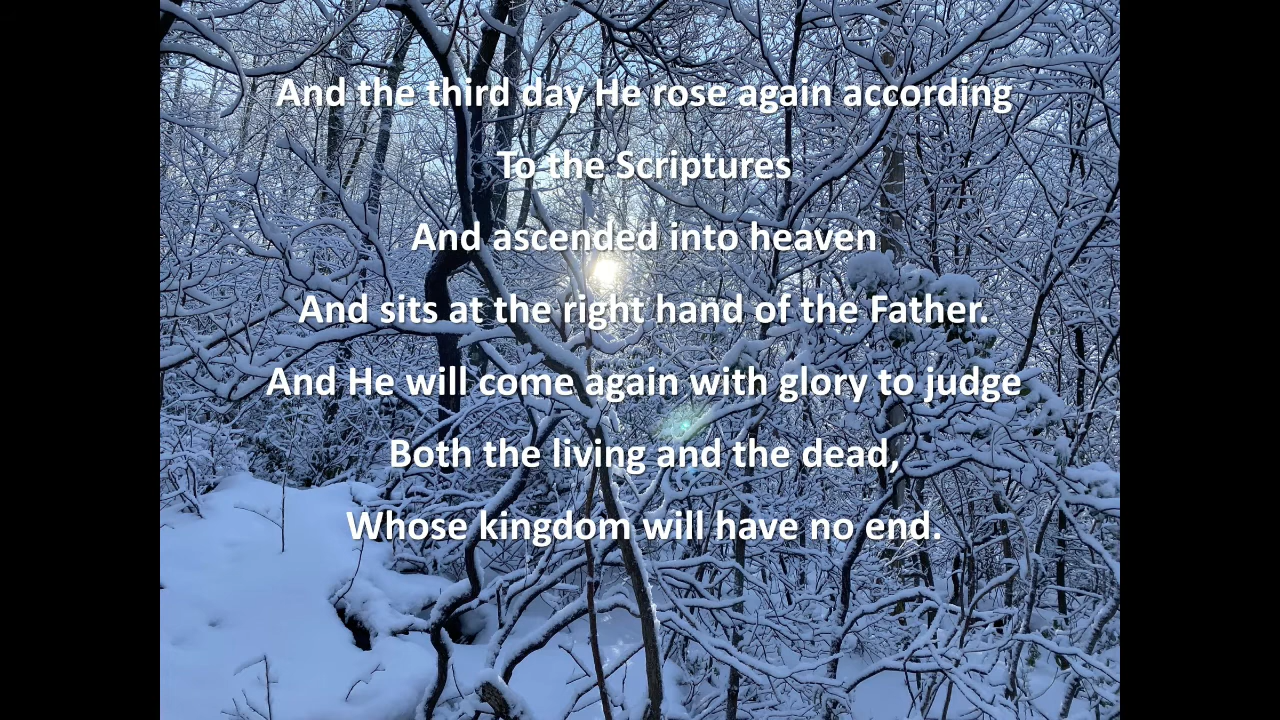 And the third day He rose again according
To the Scriptures
And ascended into heaven
And sits at the right hand of the Father.
And He will come again with glory to judge
Both the living and the dead,
Whose kingdom will have no end.